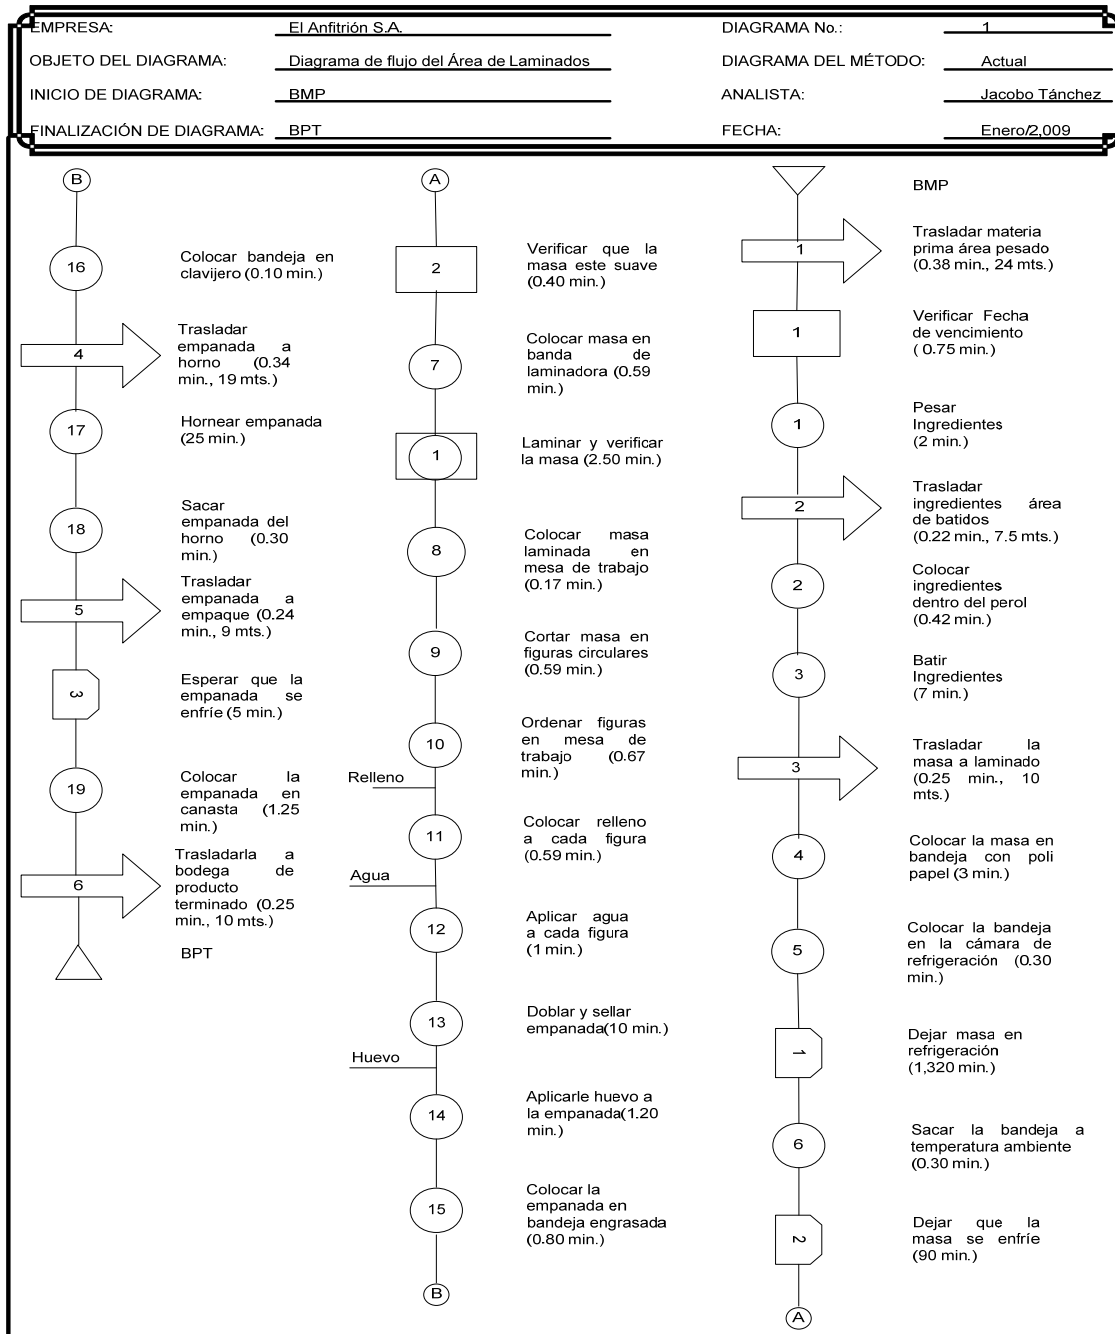 EMPRESA: El Anfitrión S.A. DIAGRAMA No.: 1
OBJETO DEL DIAGRAMA: Diagrama de flujo del Área de Laminados DIAGRAMA DEL MÉTODO: Actual
INICIO DE DIAGRAMA: BMP ANALISTA: Jacobo Tánchez
FINALIZACIÓN DE DIAGRAMA: BPT FECHA: Enero/2,009
B
16
Colocar bandeja en
clavijero (0.10 min.)
4
Trasladar
empanada a
horno (0.34
min., 19 mts.)
17
Hornear empanada
(25 min.)
18
Sacar
empanada del
horno (0.30
min.)
5
Trasladar
empanada a
empaque (0.24
min., 9 mts.)
3
Esperar que la
empanada se
enfríe (5 min.)
19
Colocar la
empanada en
canasta (1.25
min.)
6
Trasladarla a
bodega de
producto
terminado (0.25
min., 10 mts.)
BPT
A
2
Verificar que la
masa este suave
(0.40 min.)
7
Colocar masa en
banda de
laminadora (0.59
min.)
1
Laminar y verificar
la masa (2.50 min.)
8
Colocar masa
laminada en
mesa de trabajo
(0.17 min.)
9
Cortar masa en
figuras circulares
(0.59 min.)
10
Ordenar figuras
en mesa de
trabajo (0.67
min.)
Relleno
11
Colocar relleno
a cada figura
(0.59 min.)
Agua
12
Aplicar agua
a cada figura
(1 min.)
13
Doblar y sellar
empanada(10 min.)
Huevo
14
Aplicarle huevo a
la empanada(1.20
min.)
15
Colocar la
empanada en
bandeja engrasada
(0.80 min.)
B
BMP
1
Trasladar materia
prima área pesado
(0.38 min., 24 mts.)
1
Verificar Fecha
de vencimiento
( 0.75 min.)
1
Pesar
Ingredientes
(2 min.)
2
Trasladar
ingredientes área
de batidos
(0.22 min., 7.5 mts.)
2
Colocar
ingredientes
dentro del perol
(0.42 min.)
3
Batir
Ingredientes
(7 min.)
3
Trasladar la
masa a laminado
(0.25 min., 10
mts.)
4
Colocar la masa en
bandeja con poli
papel (3 min.)
5
Colocar la bandeja
en la cámara de
refrigeración (0.30
min.)
1
Dejar masa en
refrigeración
(1,320 min.)
6
Sacar la bandeja a
temperatura ambiente
(0.30 min.)
2
Dejar que la
masa se enfríe
(90 min.)
A